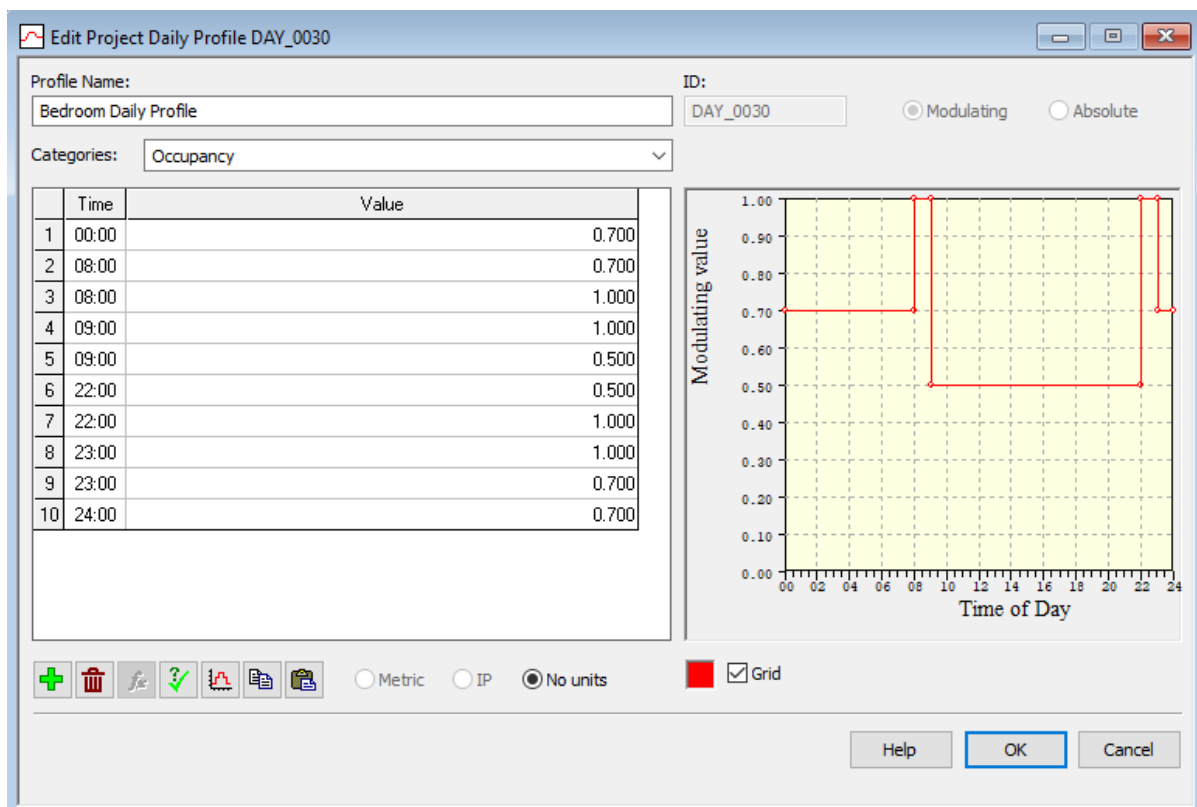 Edit Project Daily Profile DAY_0030
Profile Name:
ID:
Bedroom Daily Profile
DAY_0030
Modulating
Absolute
Categories:
Occupancy
Time Value
1 00:00 0.700
2 08:00 0.700
3 08:00 1.000
4 09:00 1.000
5 09:00 0.500
6 22:00 0.500
7 22:00 1.000
8 23:00 1.000
9 23:00 0.700
10 24:00 0.700
Modulating value
1.00
0.90
0.80
0.70
0.60
0.50
0.40
0.30
0.20
0.10
0.00
00 02 04 06 08 10 12 14 16 18 20 22 24
Time of Day
Metric
IP
No units
Grid
Help
OK
Cancel